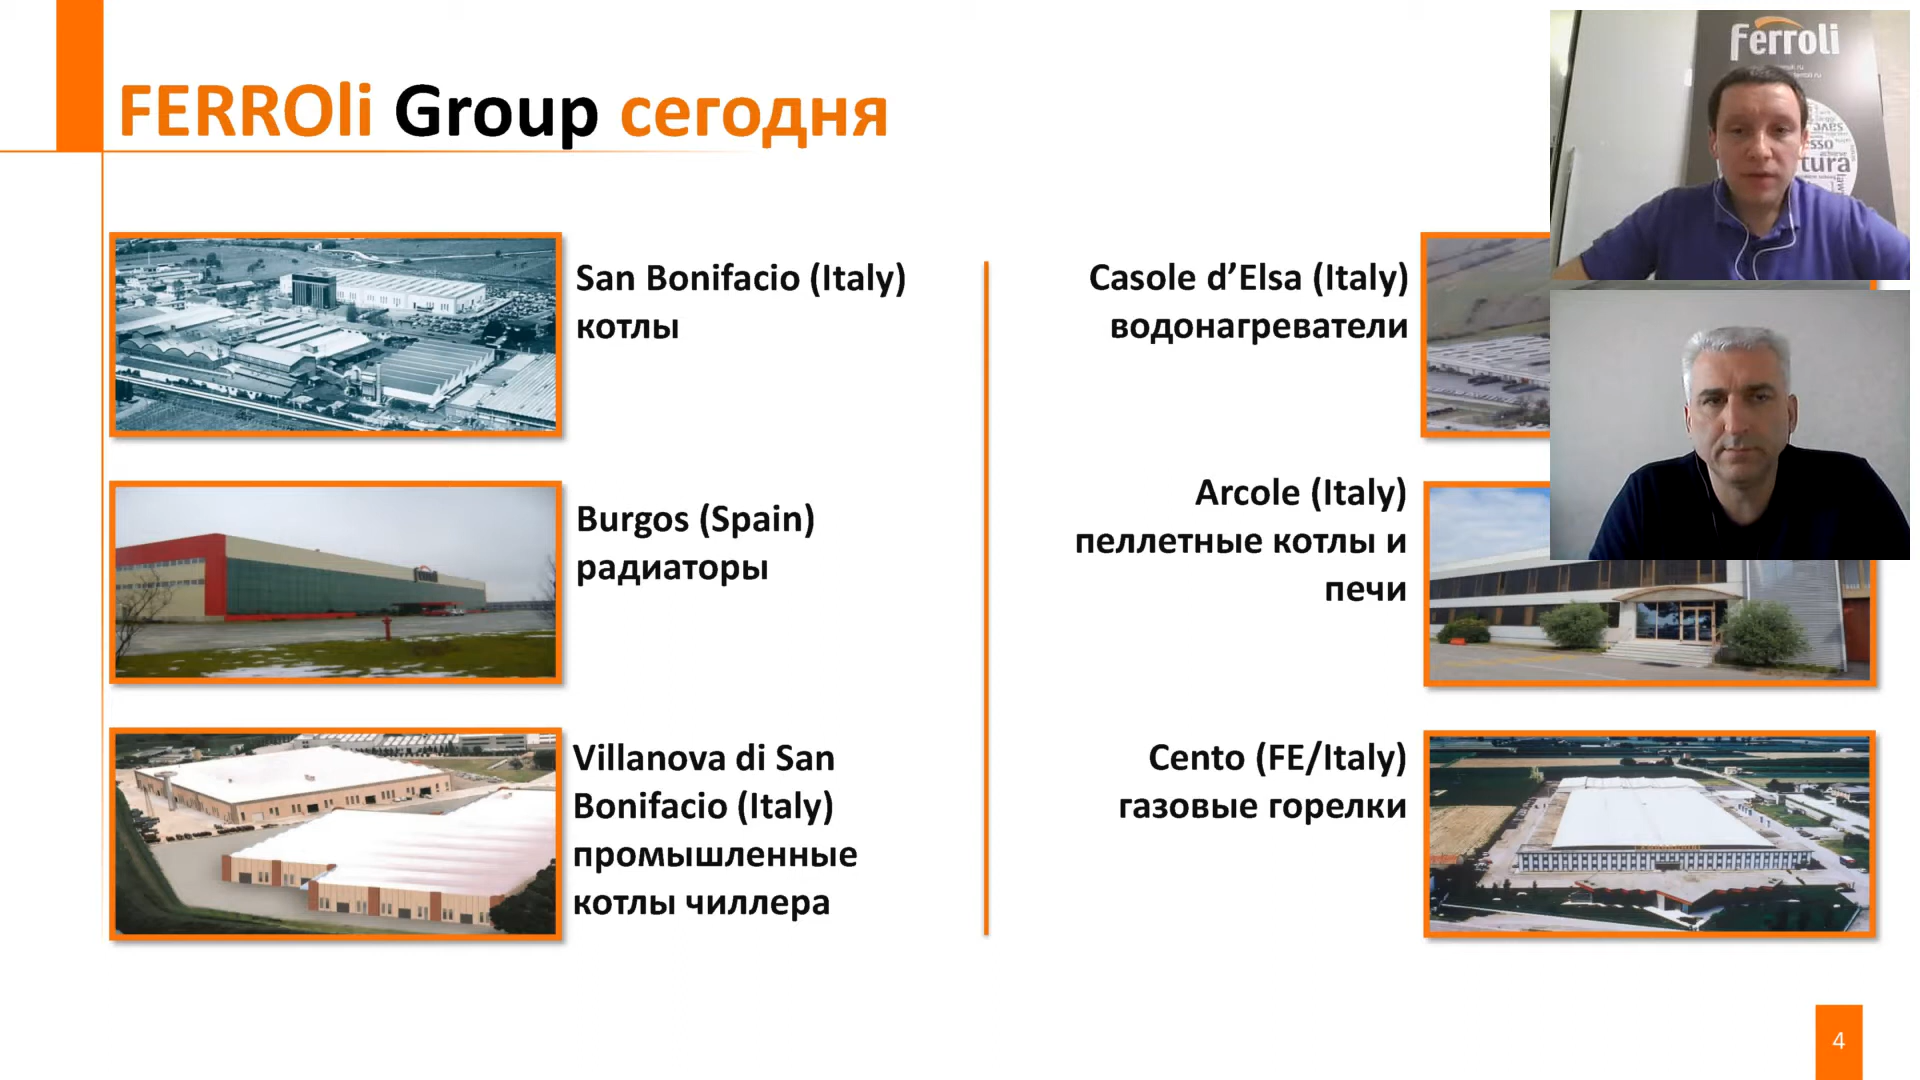 FERROli Group сегодня
San Bonifacio (Italy)
котлы
Burgos (Spain)
радиаторы
Villanova di San
Bonifacio (Italy)
промышленные
котлы чиллера
Casole d’Elsa (Italy)
водонагреватели
Arcole (Italy)
пеллетные котлы и
печи
Cento (FE/Italy)
газовые горелки
Ferroli
tura
4